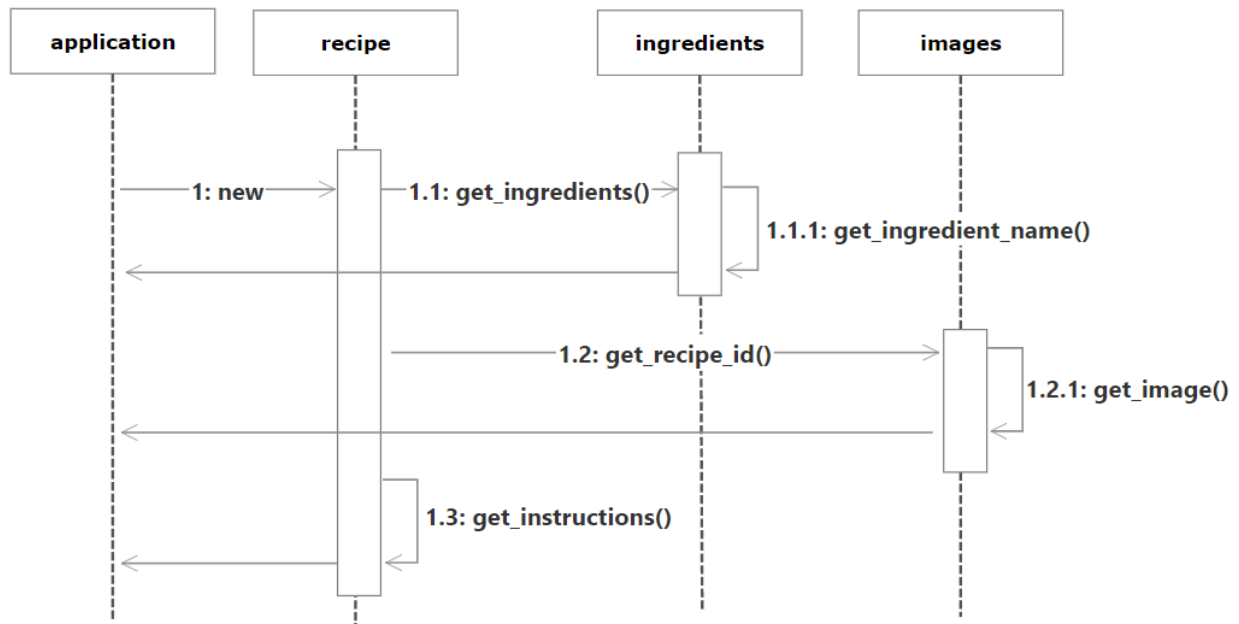 application
recipe
ingredients
images
1: new
1.1: get_ingredients()
1.1.1: get_ingredient_name()
1.2: get_recipe_id()
1.2.1: get_image()
1.3: get_instructions()